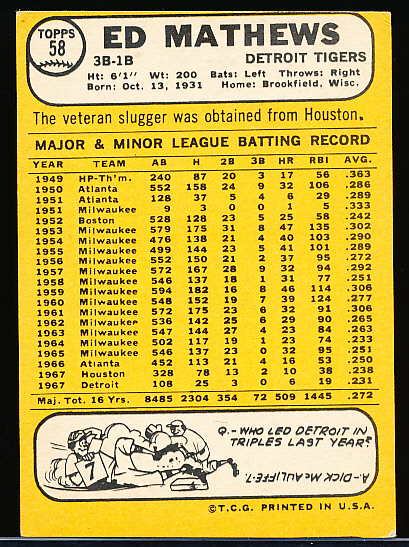 TOPPS
58
ED MATHEWS
3B-1B DETROIT TIGERS
Ht: 6'1" Wt: 200 Bats: Left Throws: Right
Born: Oct. 13, 1931 Home: Brookfield, Wisc.
The veteran slugger was obtained from Houston.
MAJOR & MINOR LEAGUE BATTING RECORD
YEAR TEAM AB H 2B 3B HR RBI AVG.
1949 HP-Th'm. 240 87 20 3 17 56 .363
1950 Atlanta 552 158 24 9 32 106 .286
1951 Atlanta 128 37 5 4 6 29 .289
1951 Milwaukee 9 3 0 0 1 5 .333
1952 Boston 528 128 23 5 25 58 .242
1953 Milwaukee 579 175 31 8 47 135 .302
1954 Milwaukee 476 138 21 4 40 103 .290
1955 Milwaukee 499 144 23 5 41 101 .289
1956 Milwaukee 552 150 21 2 37 95 .272
1957 Milwaukee 572 167 28 9 32 94 .292
1958 Milwaukee 546 137 18 1 31 77 .251
1959 Milwaukee 594 182 16 8 46 114 .306
1960 Milwaukee 548 152 19 7 39 124 .277
1961 Milwaukee 572 175 23 6 32 91 .306
1962 Milwaukee 536 142 25 6 29 90 .265
1963 Milwaukee 547 144 27 4 23 84 .263
1964 Milwaukee 502 117 19 1 23 74 .233
1965 Milwaukee 546 137 23 0 32 95 .251
1966 Atlanta 452 113 21 4 16 53 .250
1967 Houston 328 78 13 2 10 38 .238
1967 Detroit 108 25 3 0 6 19 .231
Maj. Tot. 16 Yrs. 8485 2304 354 72 509 1445 .272
Q.-WHO LED DETROIT IN
TRIPLES LAST YEAR?
7
A.-DICK McAULIFFE-7.
©T.C.G. PRINTED IN U.S.A.